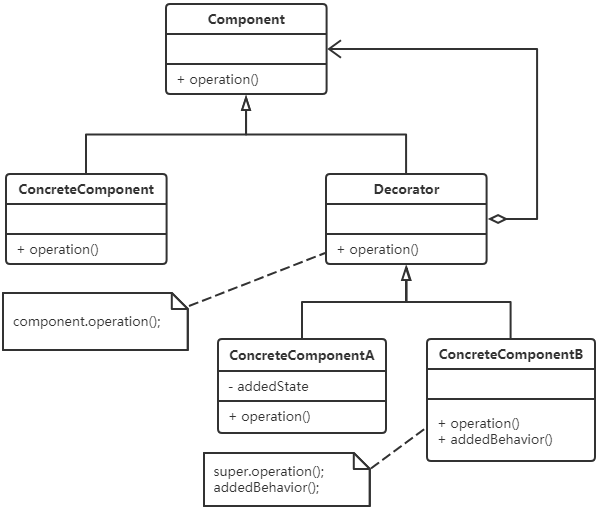 Component
+ operation()
ConcreteComponent
+ operation()
Decorator
+ operation()
component.operation();
ConcreteComponentA
- addedState
+ operation()
ConcreteComponentB
+ operation()
+ addedBehavior()
super.operation();
addedBehavior();